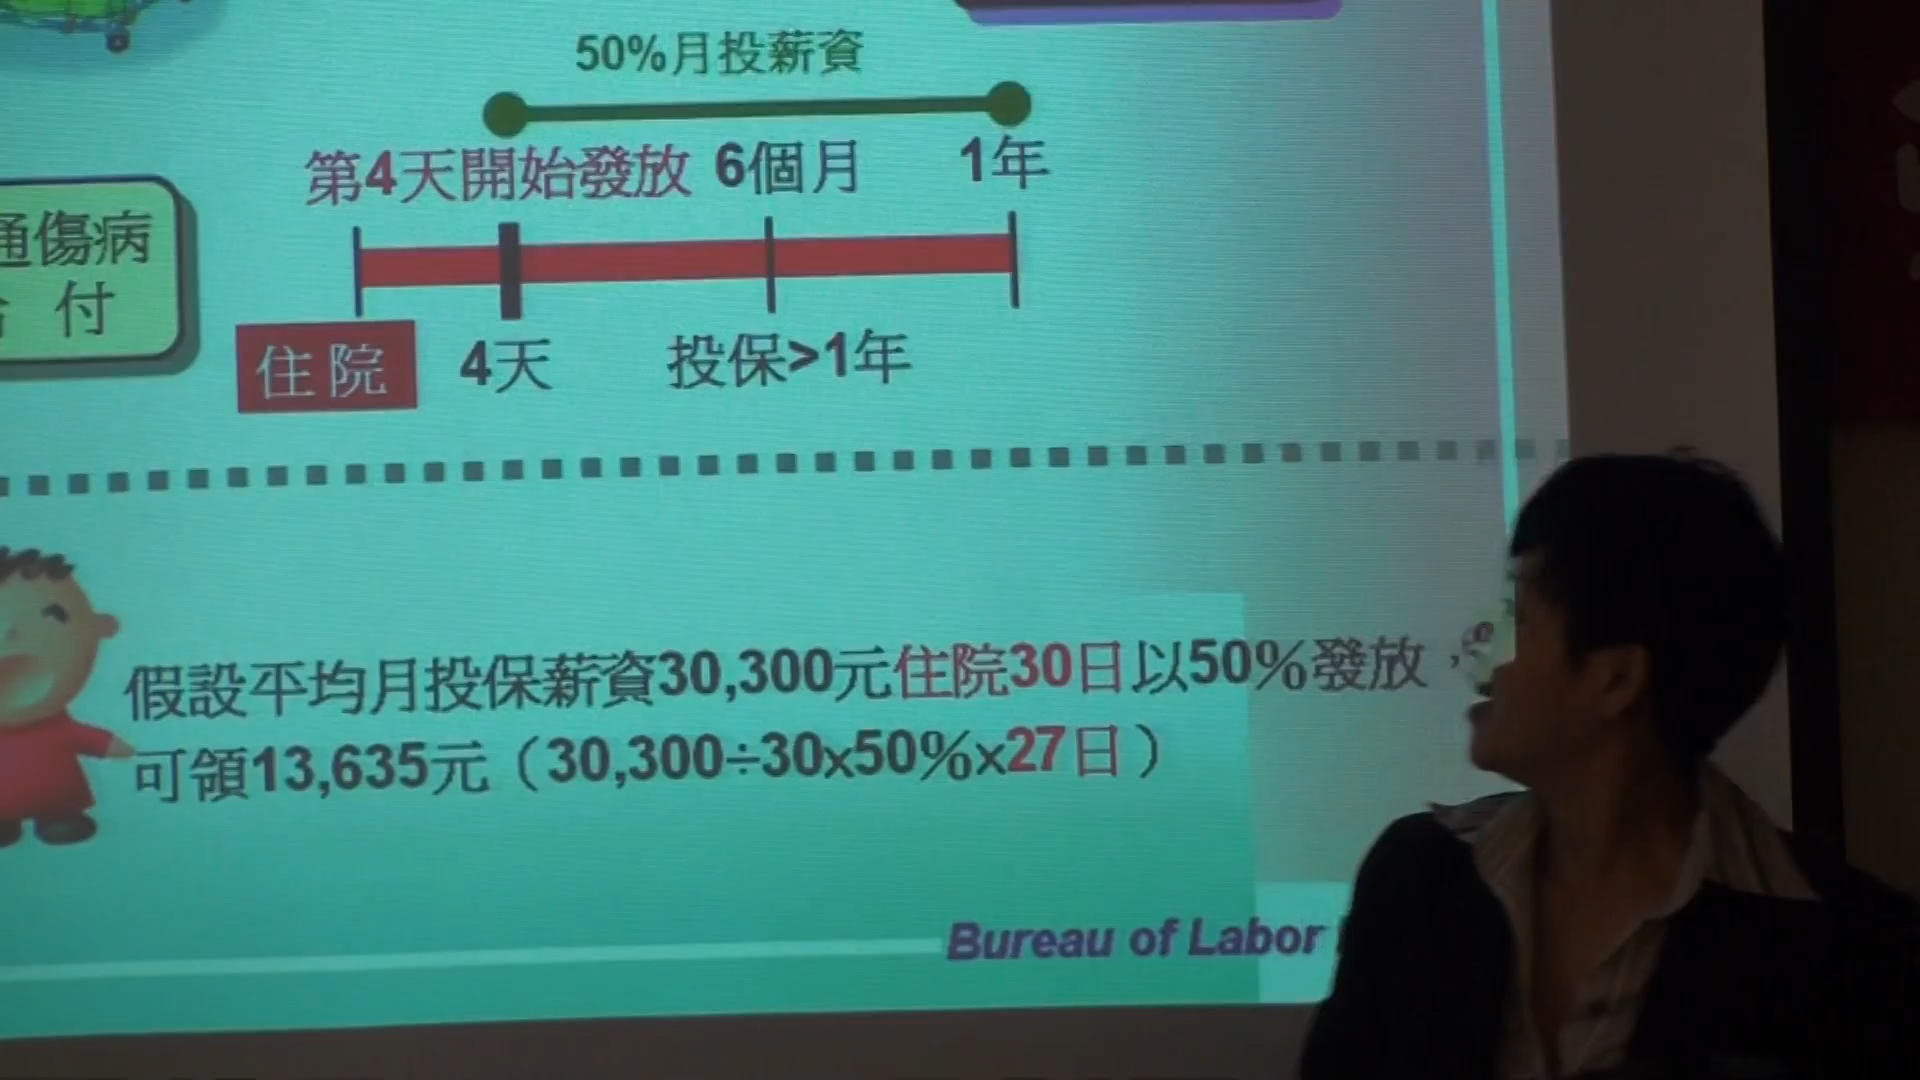 50%月投薪資
第4天開始發放 6個月 1年
通傷病
付
住院 4天 投保>1年
假設平均月投保薪資30,300元住院30日以50%發放，
可領13,635元（30,300÷30x50%x27日）
Bureau of Labor